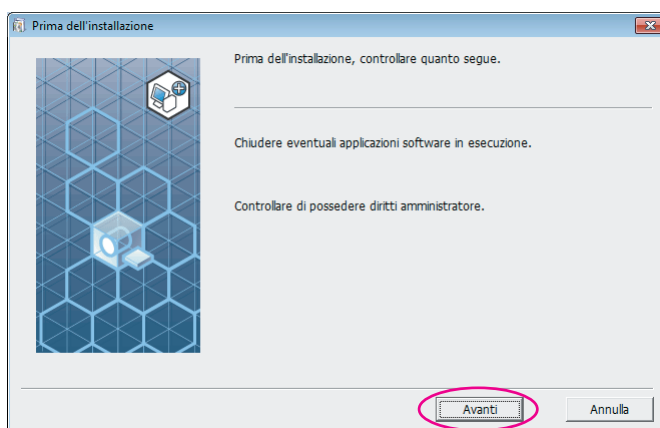 Prima dell'installazione
Prima dell'installazione, controllare quanto segue.
Chiudere eventuali applicazioni software in esecuzione.
Controllare di possedere diritti amministratore.
Avanti
Annulla